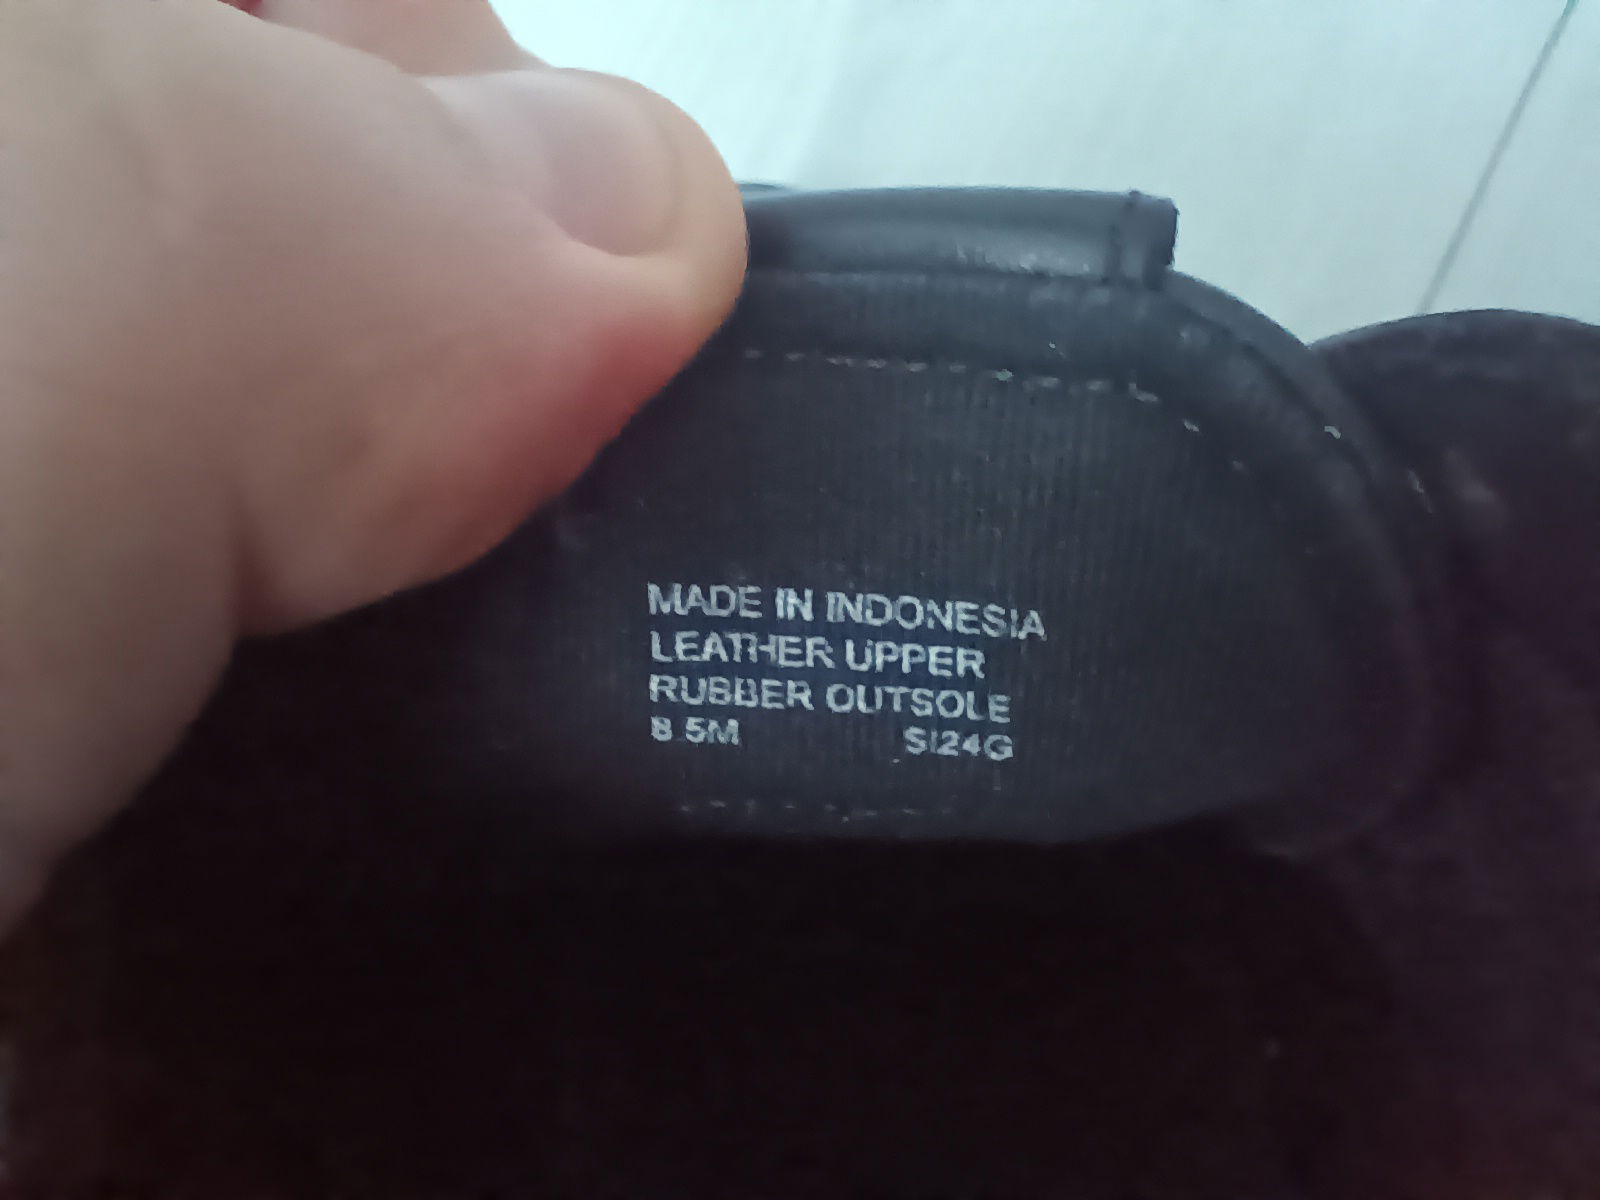 MADE IN INDONESIA
LEATHER UPPER
RUBBER OUTSOLE
8.5M SI24G